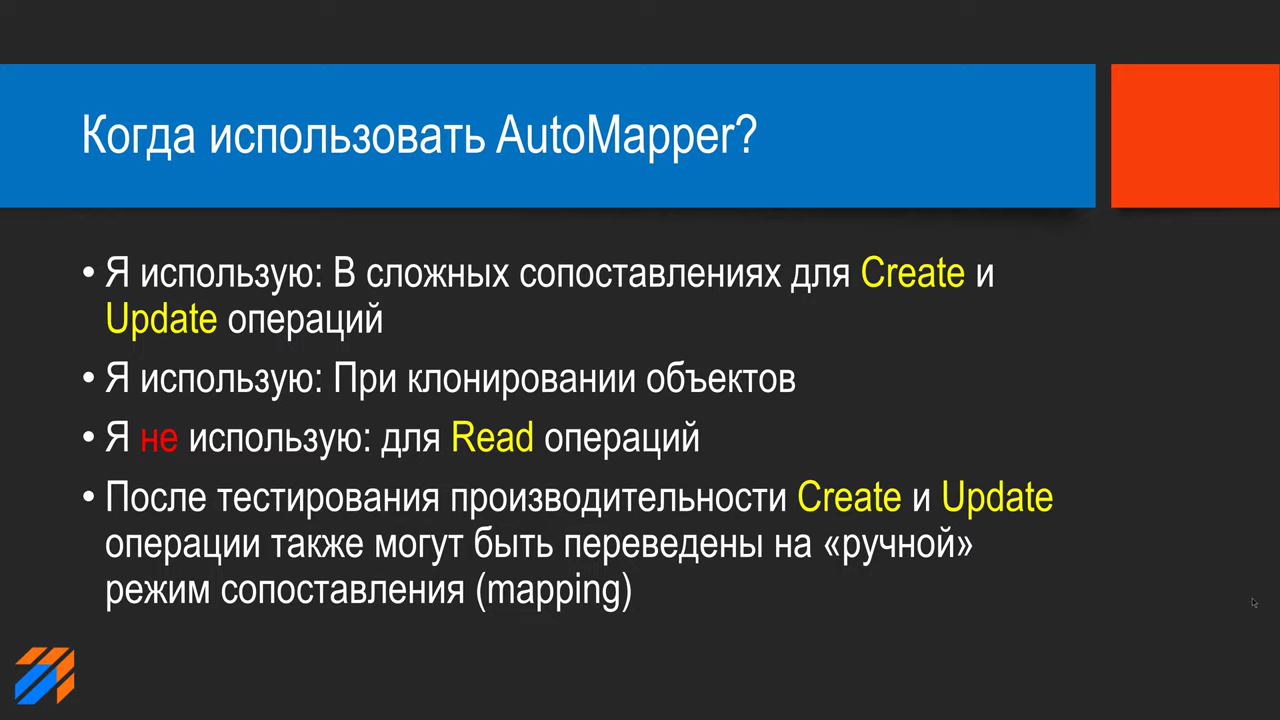 Когда использовать AutoMapper?
• Я использую: В сложных сопоставлениях для Create и
Update операций
• Я использую: При клонировании объектов
• Я не использую: для Read операций
• После тестирования производительности Create и Update
операции также могут быть переведены на «ручной»
режим сопоставления (mapping)